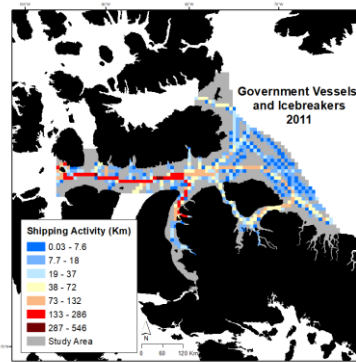 Government Vessels
and Icebreakers
2011
Shipping Activity (Km)
0.03 - 7.6
7.7 - 18
19 - 37
38 - 72
73 - 132
133 - 286
287 - 546
Study Area
N
0
60
120 Km